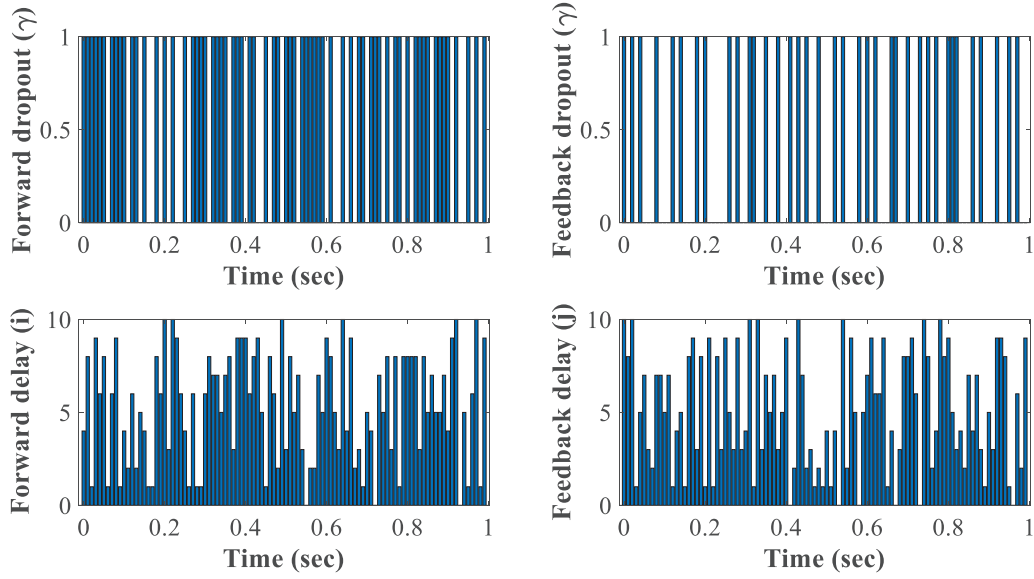 Forward dropout (γ)
1
0.5
0
0 0.2 0.4 0.6 0.8 1
Time (sec)
Feedback dropout (γ)
1
0.5
0
0 0.2 0.4 0.6 0.8 1
Time (sec)
Forward delay (i)
10
5
0
0 0.2 0.4 0.6 0.8 1
Time (sec)
Feedback delay (j)
10
5
0
0 0.2 0.4 0.6 0.8 1
Time (sec)